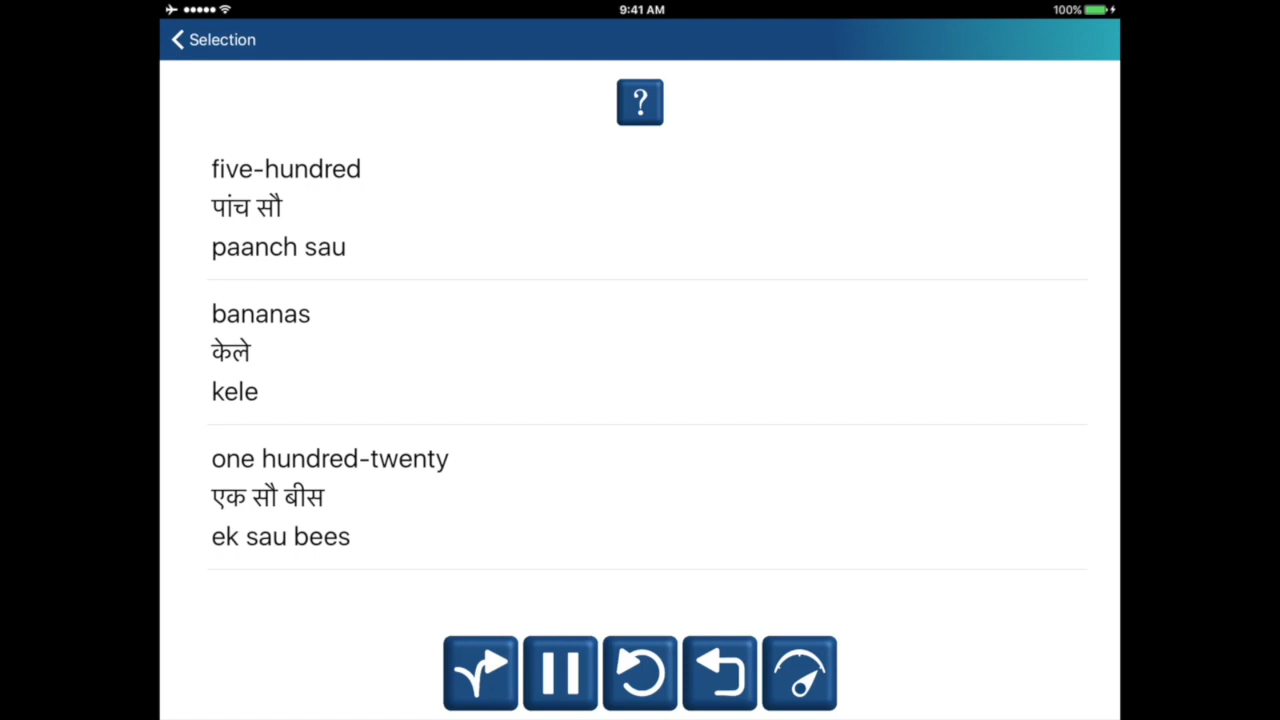 9:41 AM
100%
Selection
?
five-hundred
पांच सौ
paanch sau
bananas
केले
kele
one hundred-twenty
एक सौ बीस
ek sau bees